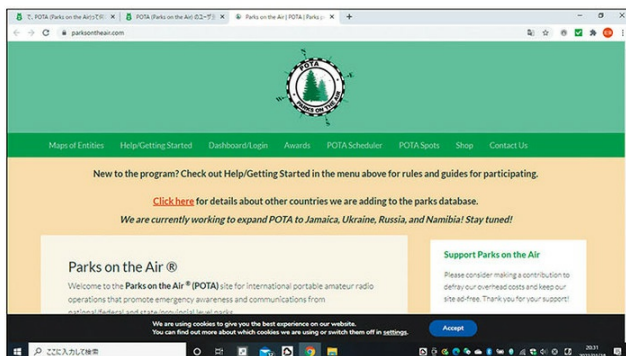 て、POTA (Parks on the Air)って何
POTA (Parks on the Air) のユーザ
Parks on the Air | POTA | Parks
parksontheair.com
POTA
PARKS ON THE AIR
N
W
E
S
Maps of Entities
Help/Getting Started
Dashboard/Login
Awards
POTA Scheduler
POTA Spots
Shop
Contact Us
New to the program? Check out Help/Getting Started in the menu above for rules and guides for participating.
Click here for details about other countries we are adding to the parks database.
We are currently working to expand POTA to Jamaica, Ukraine, Russia, and Namibia! Stay tuned!
Parks on the Air ®
Welcome to the Parks on the Air ® (POTA) site for international portable amateur radio
operations that promote emergency awareness and communications from
national/federal and state/provincial level parks.
Support Parks on the Air
Please consider making a contribution to
defray our overhead costs and keep our
site ad-free. Thank you for your support!
We are using cookies to give you the best experience on our website.
You can find out more about which cookies we are using or switch them off in settings.
Accept
ここに入力して検索
20:31